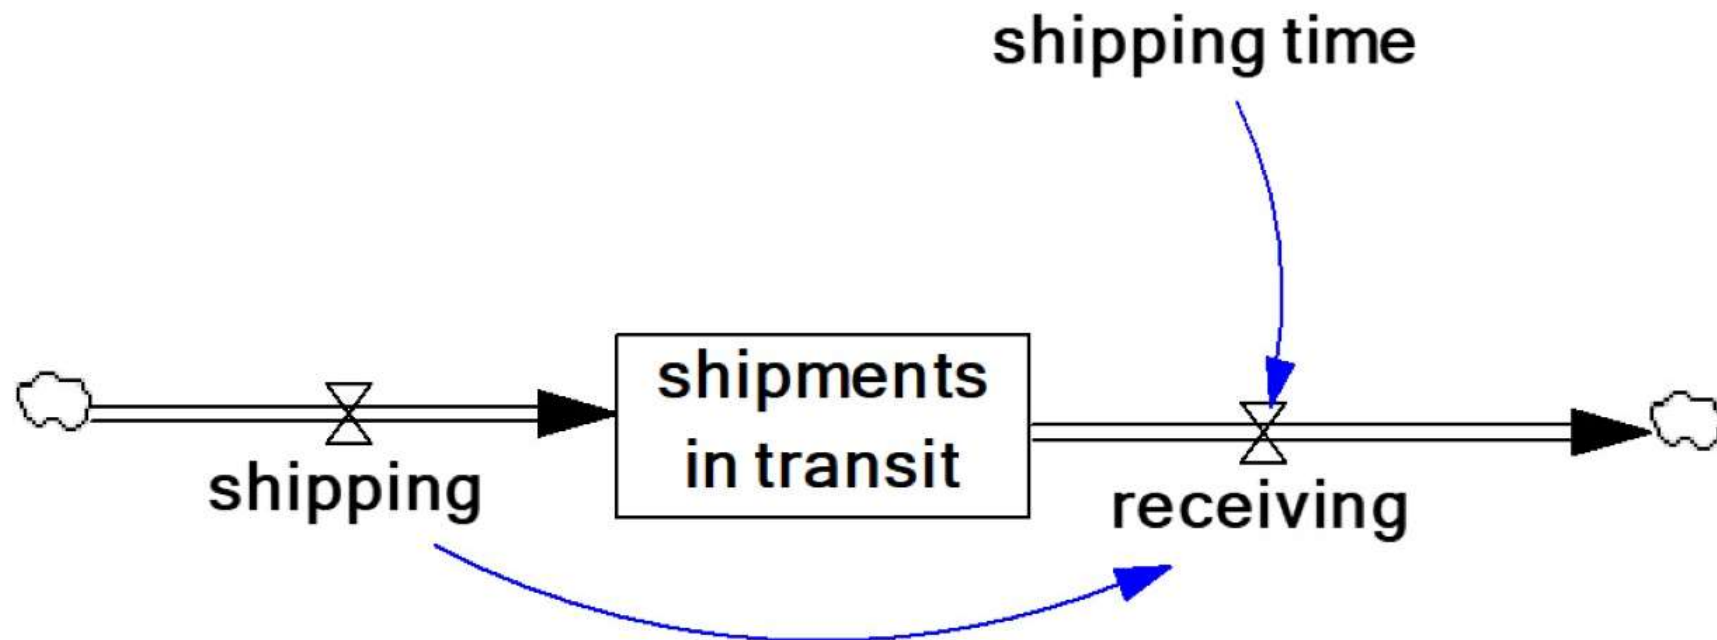 shipping time
shipments
in transit
shipping
receiving